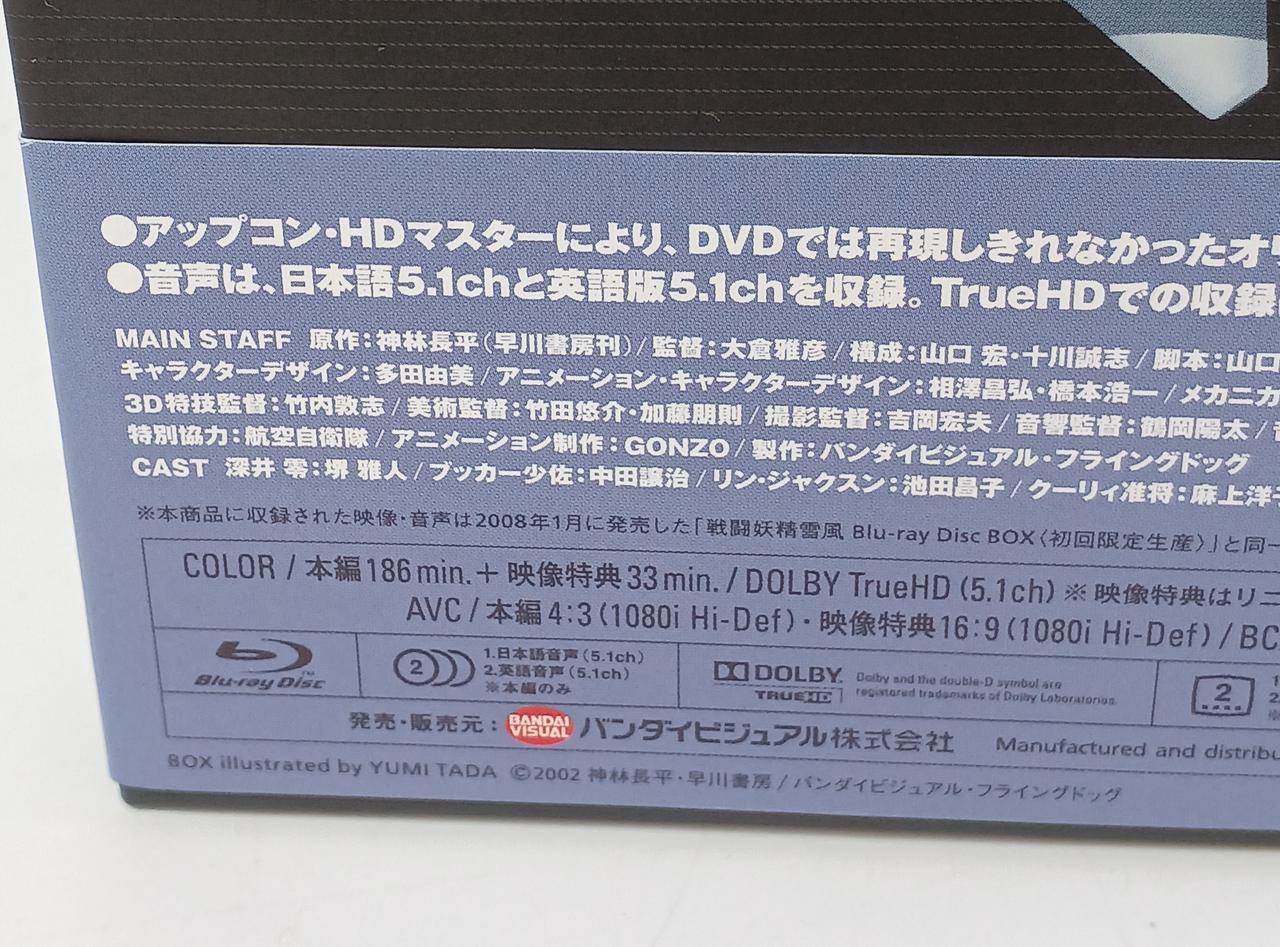 ●アップコン・HDマスターにより、DVDでは再現しきれなかったオリ
●音声は、日本語5.1chと英語版5.1chを収録。TrueHDでの収録
MAIN STAFF 原作：神林長平（早川書房刊）/ 監督：大倉雅彦 / 構成：山口 宏・十川誠志 / 脚本：山口
キャラクターデザイン：多田由美 / アニメーション・キャラクターデザイン：相澤昌弘・橋本浩一 / メカニカ
3D特技監督：竹内敦志 / 美術監督：竹田悠介・加藤朋則 / 撮影監督：吉岡宏夫 / 音響監督：鶴岡陽太 /
特別協力：航空自衛隊 / アニメーション制作：GONZO / 製作：バンダイビジュアル・フライングドッグ
CAST 深井 零：堺 雅人 / ブッカー少佐：中田譲治 / リン・ジャクスン：池田昌子 / クーリィ准将：麻上洋子
※本商品に収録された映像・音声は2008年1月に発売した「戦闘妖精雪風 Blu-ray Disc BOX〈初回限定生産〉」と同一
COLOR / 本編186min.＋映像特典33min. / DOLBY TrueHD (5.1ch) ※映像特典はリニ
AVC / 本編4:3 (1080i Hi-Def)・映像特典16:9 (1080i Hi-Def) / BC
Blu-ray Disc
2
1.日本語音声（5.1ch）
2.英語音声（5.1ch）
※本編のみ
DOLBY
TRUEHD
Dolby and the double-D symbol are
registered trademarks of Dolby Laboratories.
2
発売・販売元：BANDAI VISUAL バンダイビジュアル株式会社 Manufactured and distribu
BOX illustrated by YUMI TADA ©2002 神林長平・早川書房 / バンダイビジュアル・フライングドッグ